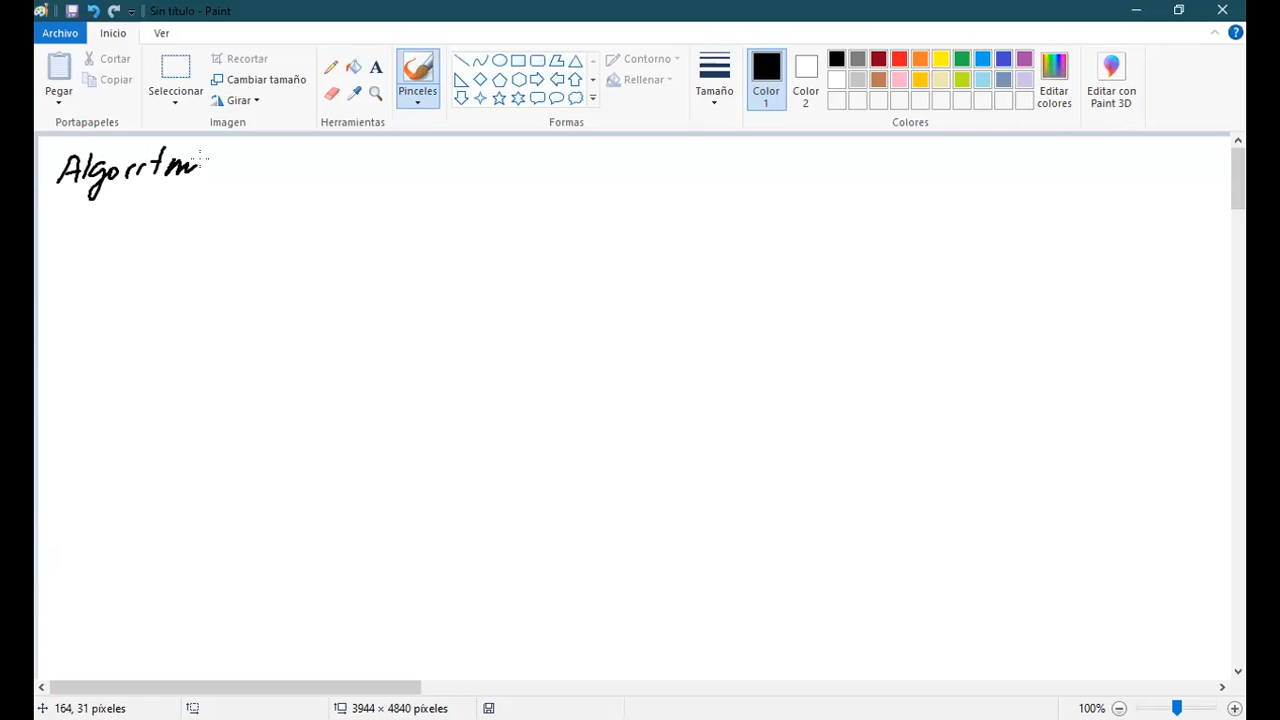 Sin título - Paint
Archivo Inicio Ver
Pegar
Cortar
Copiar
Portapapeles
Seleccionar
Recortar
Cambiar tamaño
Girar
Imagen
A
Herramientas
Pinceles
Contorno
Rellenar
Formas
Tamaño
Color 1
Color 2
Editar colores
Colores
Editar con Paint 3D
Algoritm
164, 31 píxeles
3944 × 4840 píxeles
100%